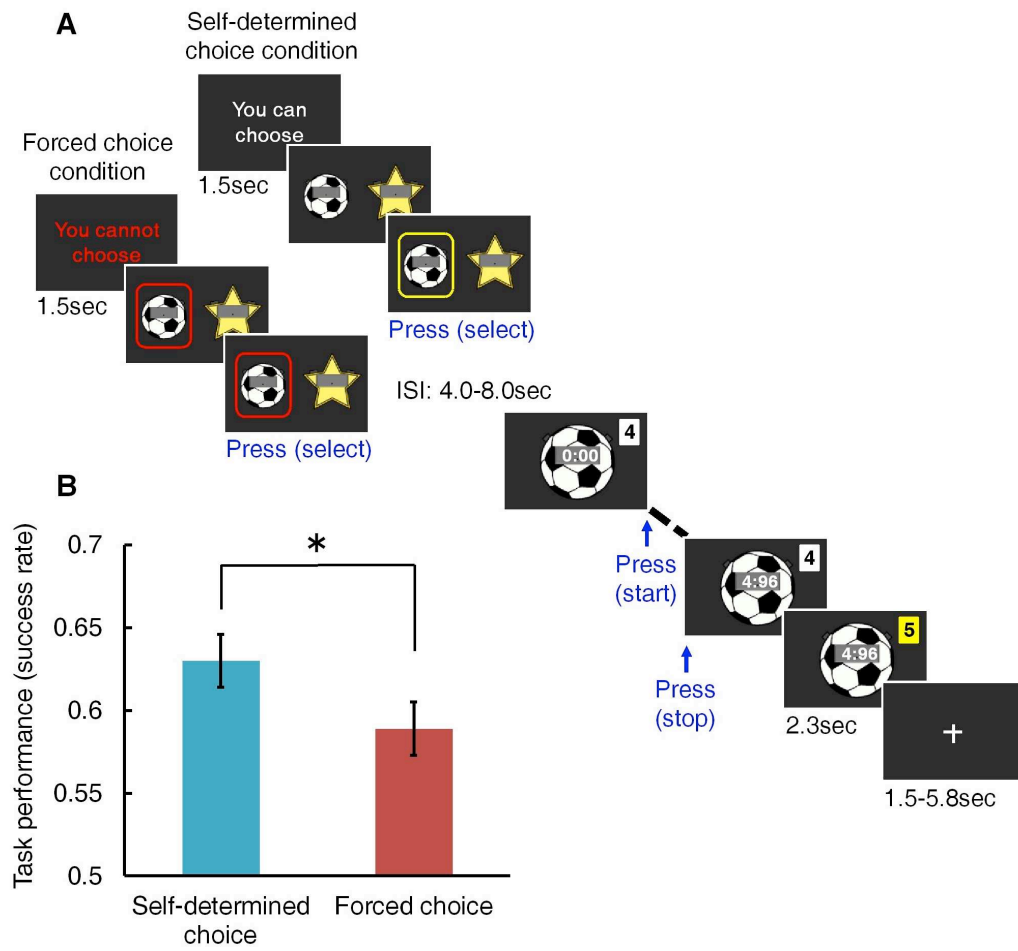 A
Self-determined
choice condition
You can
choose
1.5sec
Press (select)
Forced choice
condition
You cannot
choose
1.5sec
Press (select)
ISI: 4.0-8.0sec
0:00
4
Press
(start)
4:96
4
Press
(stop)
4:96
5
2.3sec
+
1.5-5.8sec
B
Task performance (success rate)
0.7
0.65
0.6
0.55
0.5
*
Self-determined
choice
Forced choice